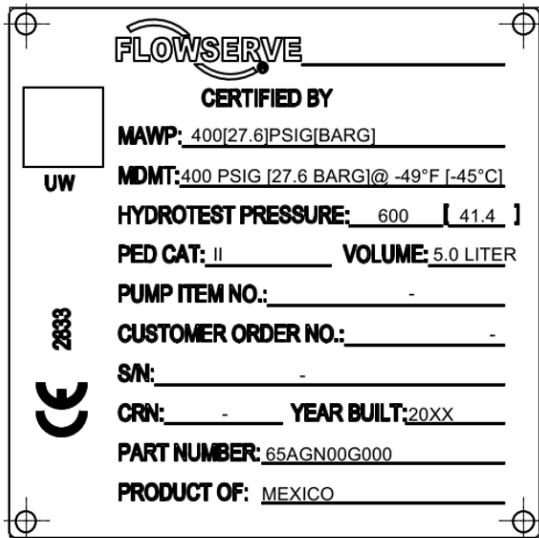 FLOWSERVE
®
CERTIFIED BY
MAWP: 400[27.6]PSIG[BARG]
UW
MDMT: 400 PSIG [27.6 BARG]@ -49°F [-45°C]
HYDROTEST PRESSURE: 600 [ 41.4 ]
PED CAT: II VOLUME: 5.0 LITER
PUMP ITEM NO.: -
2833
CUSTOMER ORDER NO.: -
CE
S/N: -
CRN: - YEAR BUILT: 20XX
PART NUMBER: 65AGN00G000
PRODUCT OF: MEXICO